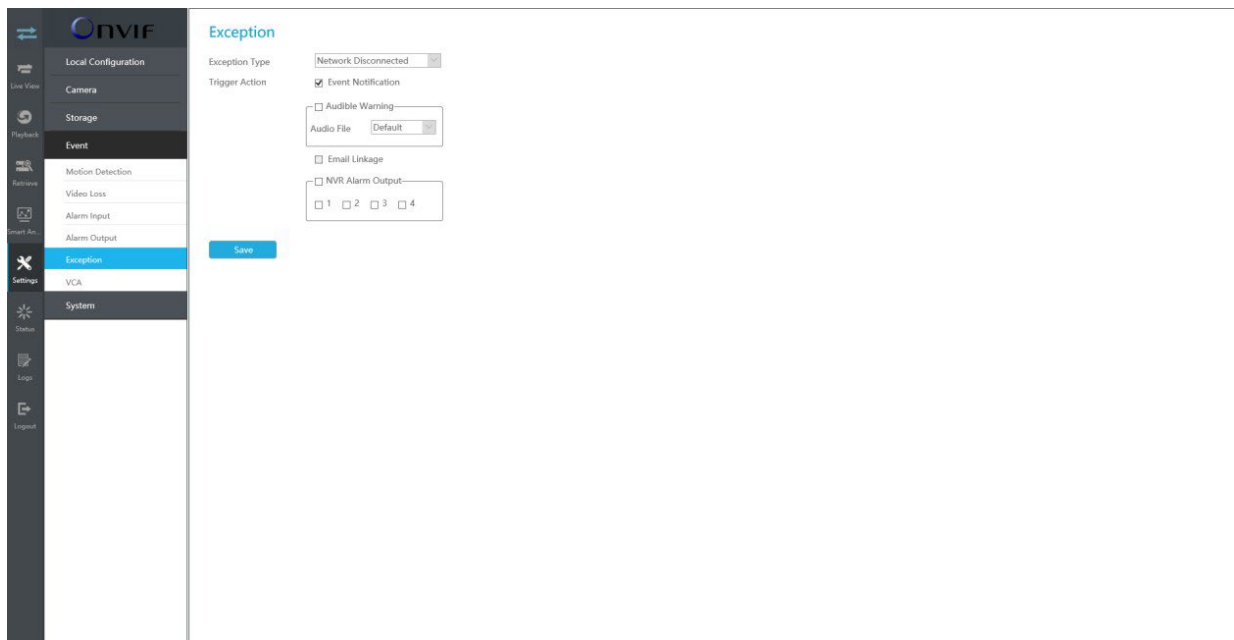 Onvif
Live View
Playback
Retrieve
Smart An...
Settings
Status
Logs
Logout
Local Configuration
Camera
Storage
Event
Motion Detection
Video Loss
Alarm Input
Alarm Output
Exception
VCA
System
Exception
Exception Type Network Disconnected
Trigger Action Event Notification
Audible Warning
Audio File Default
Email Linkage
NVR Alarm Output
1 2 3 4
Save